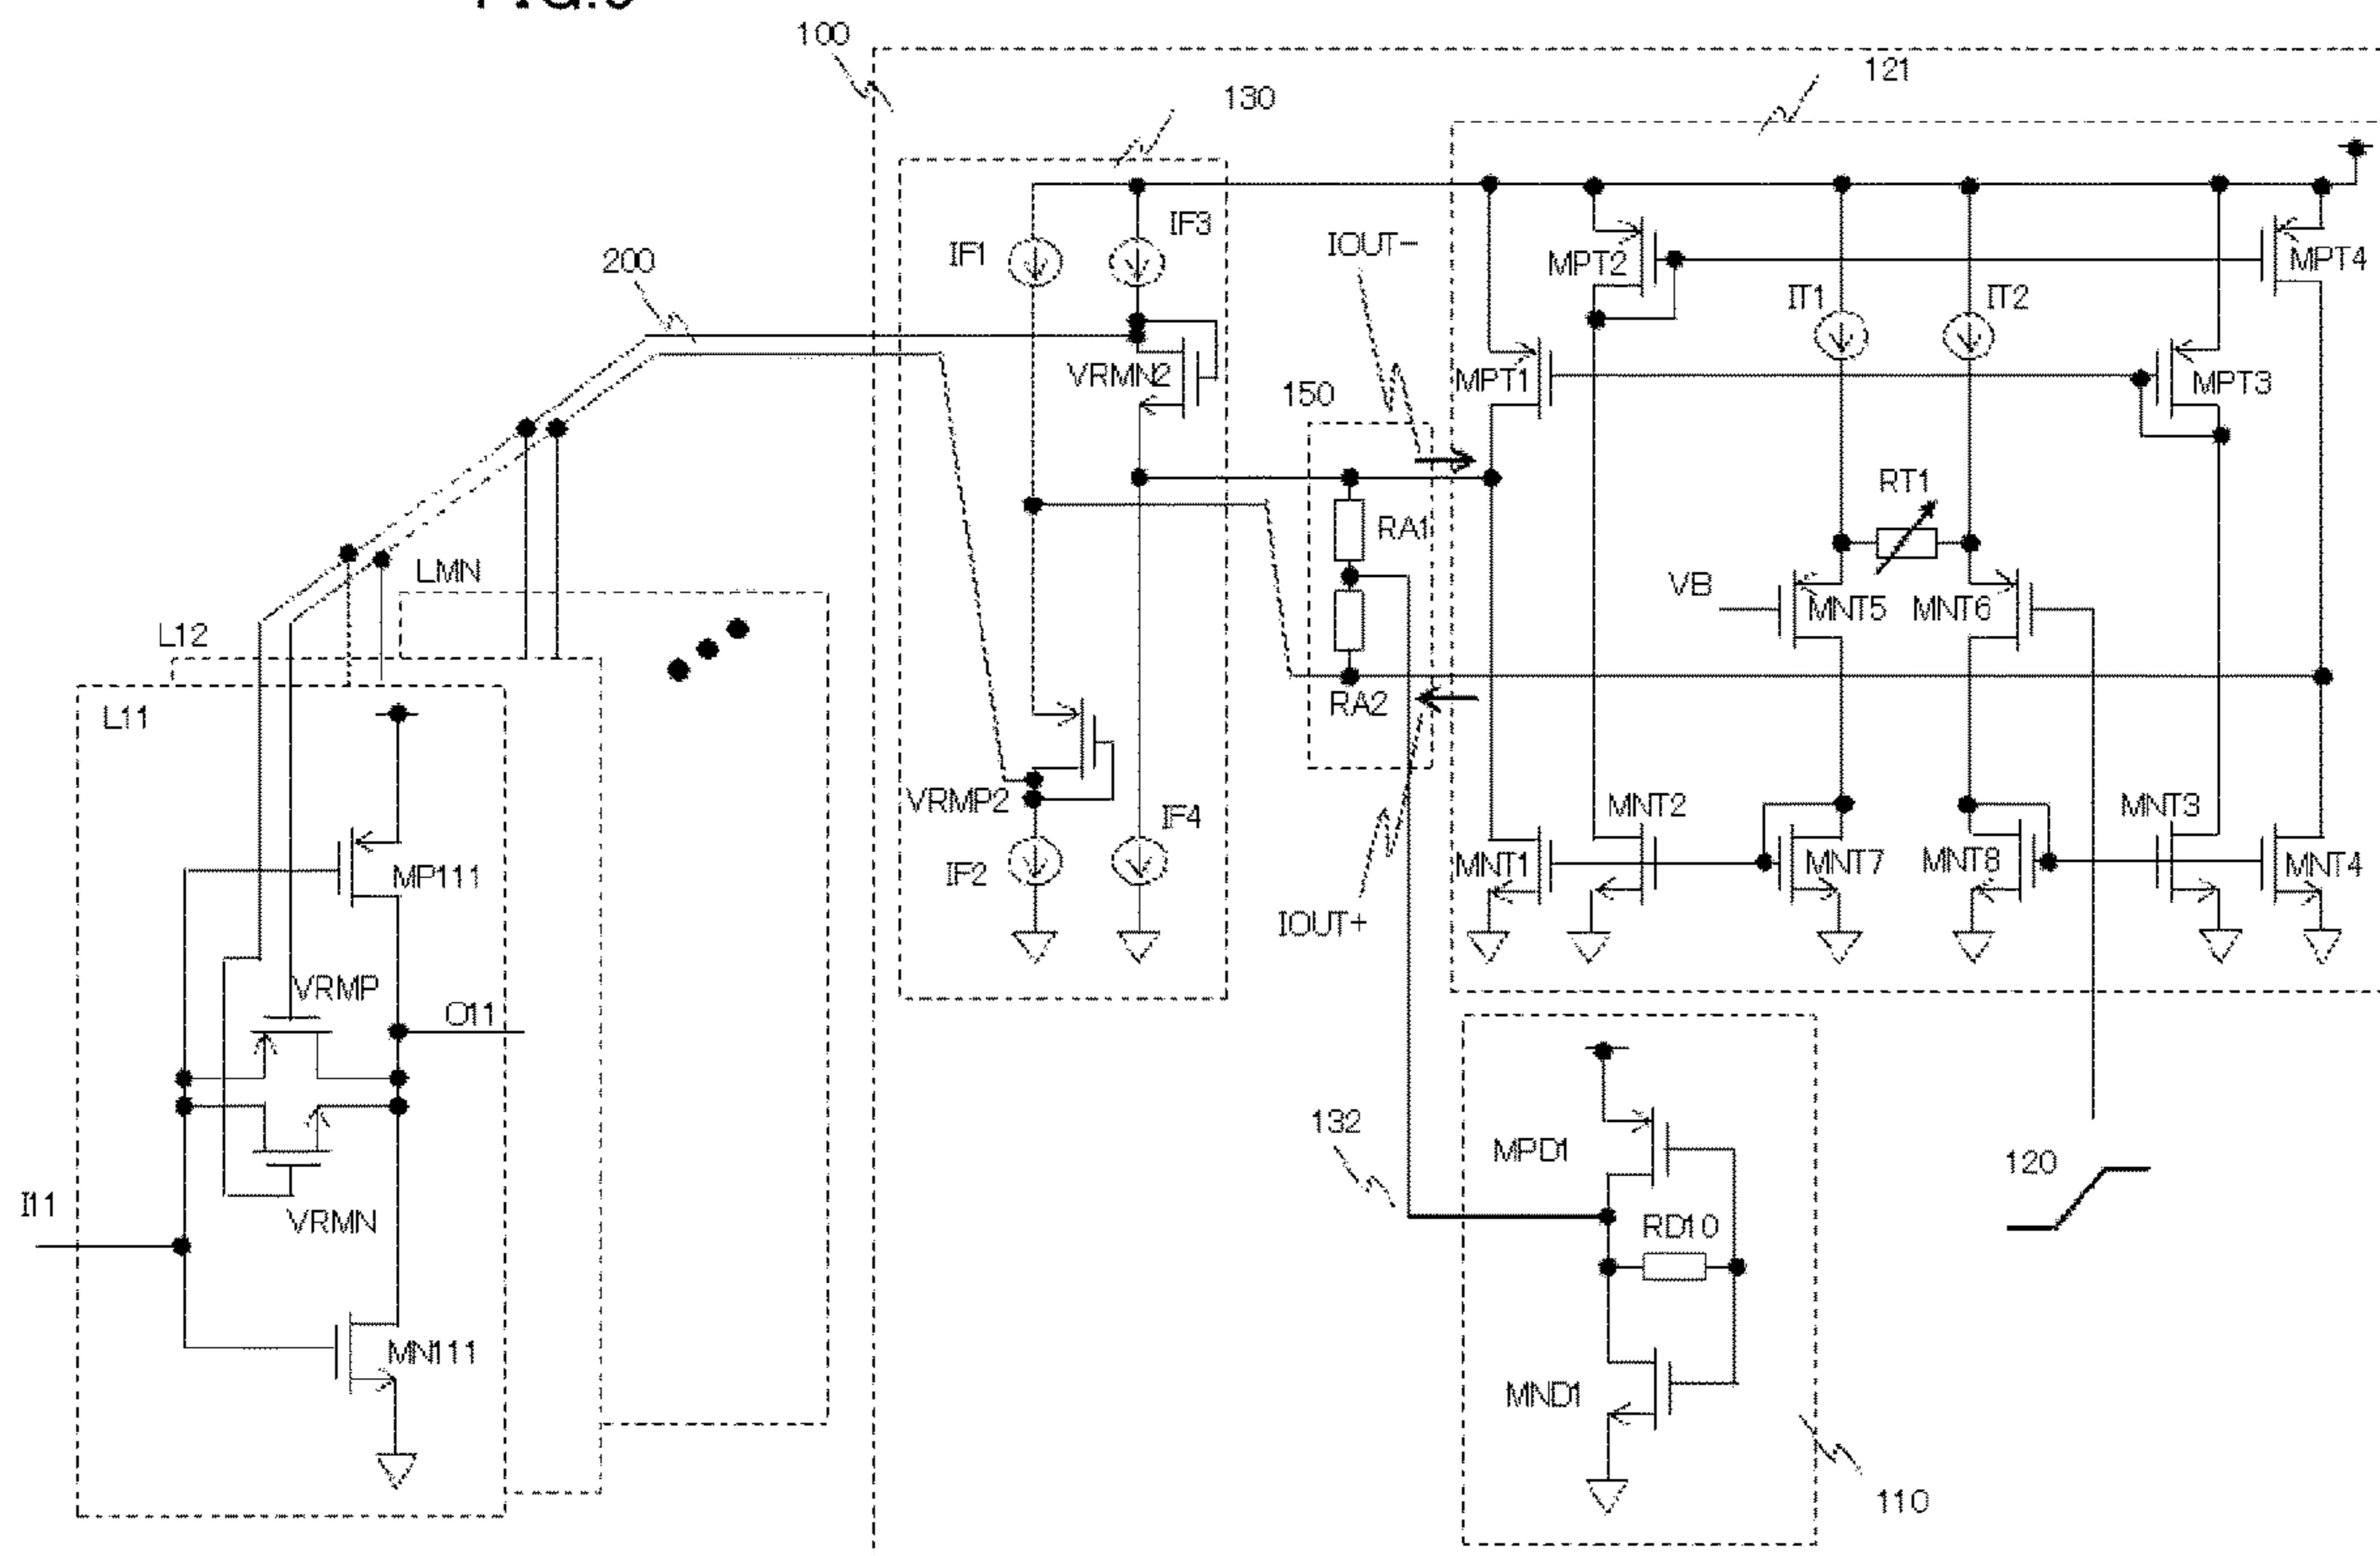 100
121
130
IF3
IOUT-
IF1
MPT2
MPT4
200
IT1
IT2
VRMN2
MPT1
MPT3
150
RT1
RA1
LMN
VB
MNT5
MNT6
L12
RA2
L11
VRMP2
IF4
MNT2
MNT3
IF2
MNT1
MNT7
MNT8
MNT4
MP111
IOUT+
VRMP
O11
132
MPD1
120
I11
VRMN
RD10
MN111
MND1
110